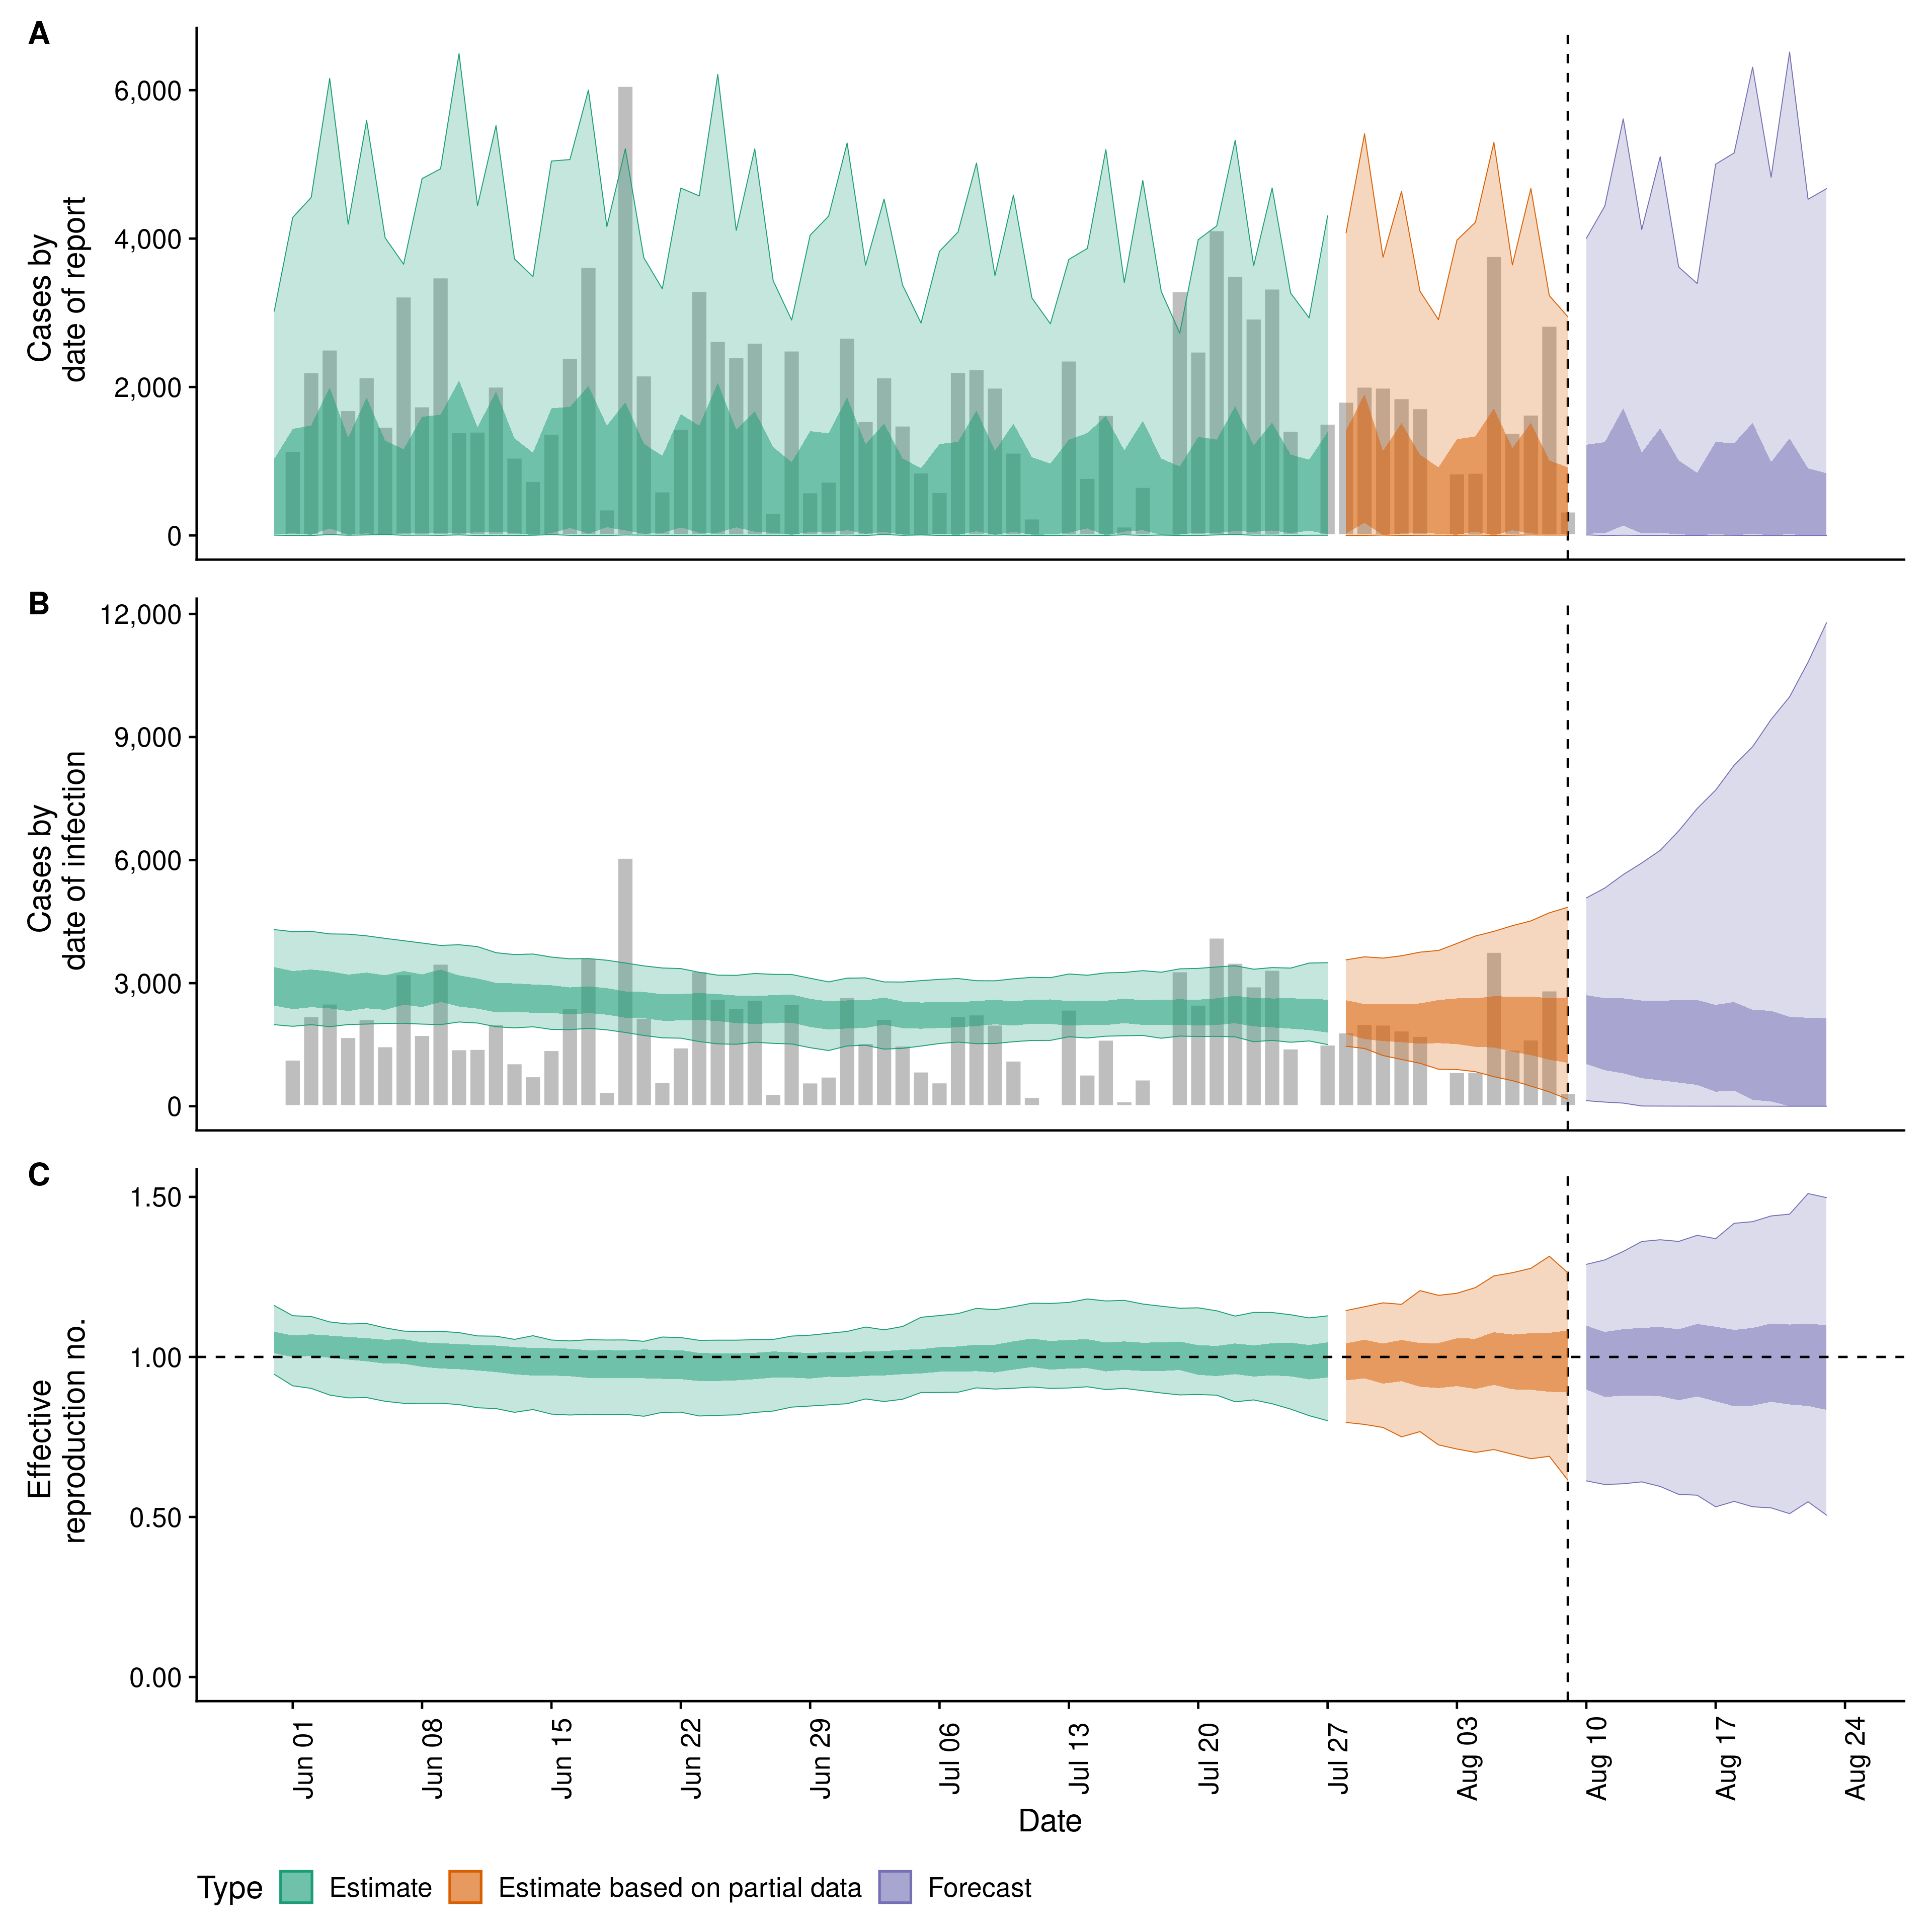 A
Cases by
date of report
6,000
4,000
2,000
0
B
Cases by
date of infection
12,000
9,000
6,000
3,000
0
C
Effective
reproduction no.
1.50
1.00
0.50
0.00
Jun 01
Jun 08
Jun 15
Jun 22
Jun 29
Jul 06
Jul 13
Jul 20
Jul 27
Aug 03
Aug 10
Aug 17
Aug 24
Date
Type Estimate Estimate based on partial data Forecast